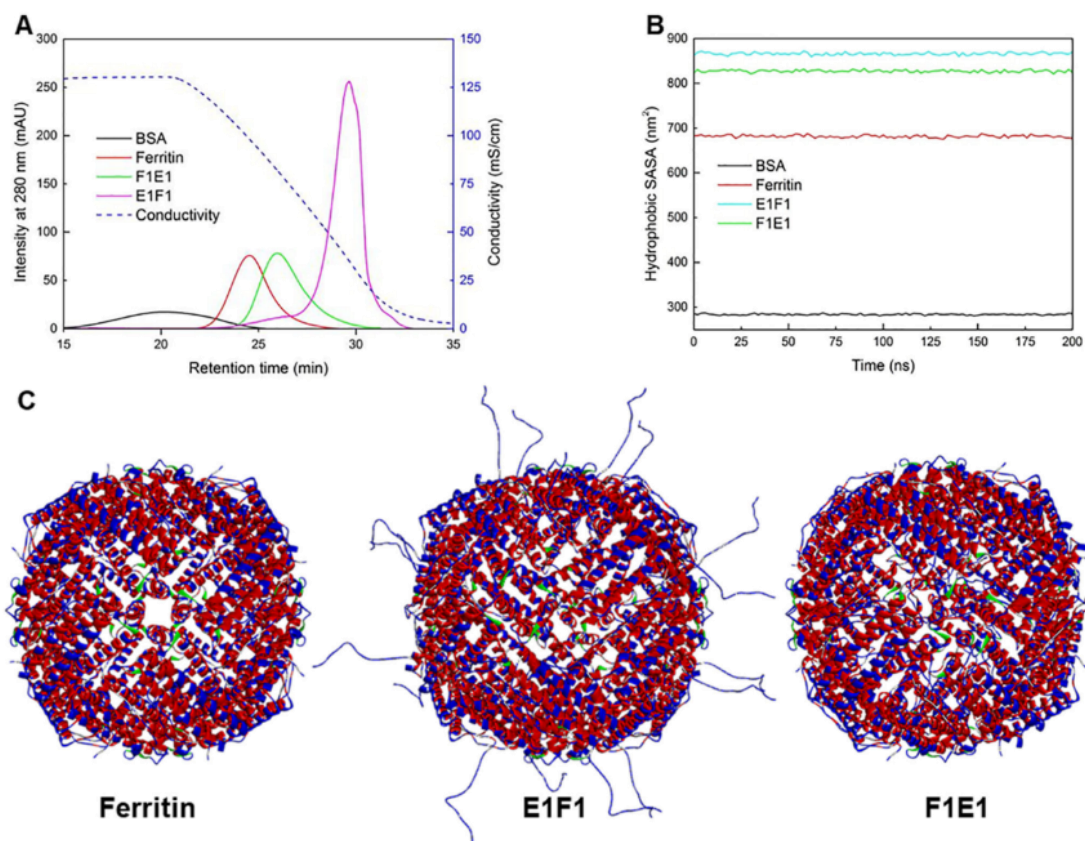 A
300
250
200
150
100
50
0
Intensity at 280 nm (mAU)
150
125
100
75
50
25
0
Conductivity (mS/cm)
BSA
Ferritin
F1E1
E1F1
Conductivity
15 20 25 30 35
Retention time (min)
B
900
800
700
600
500
400
300
Hydrophobic SASA (nm²)
BSA
Ferritin
E1F1
F1E1
0 25 50 75 100 125 150 175 200
Time (ns)
C
Ferritin E1F1 F1E1